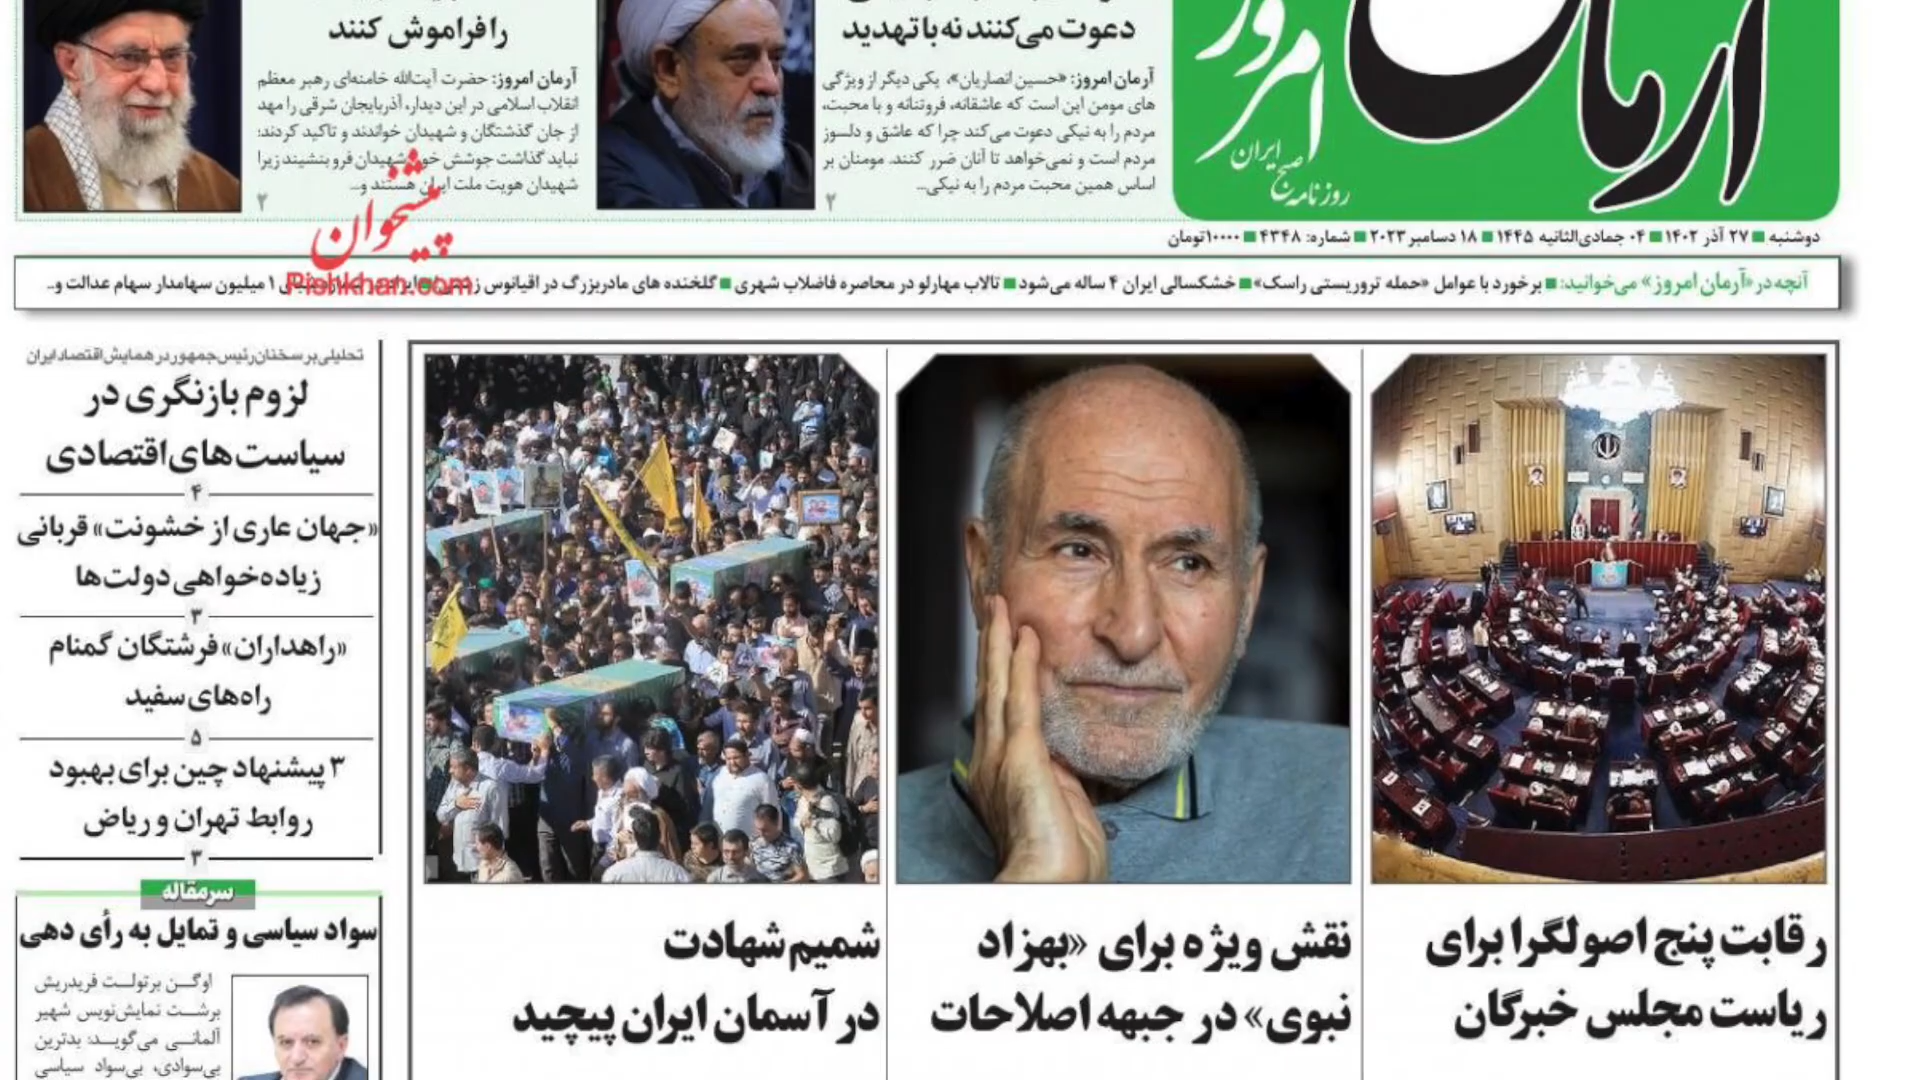 آرمان امروز
روزنامه صبح ایران
دعوت می‌کنند نه با تهدید
آرمان امروز: «حسین انصاریان»، یکی دیگر از ویژگی
های مومن این است که عاشقانه، فروتنانه و با محبت،
مردم را به نیکی دعوت می‌کند چرا که عاشق و دلسوز
مردم است و نمی‌خواهد تا آنان ضرر کنند. مومنان بر
اساس همین محبت مردم را به نیکی...
۲
را فراموش کنند
آرمان امروز: حضرت آیت‌الله خامنه‌ای رهبر معظم
انقلاب اسلامی در این دیدار، آذربایجان شرقی را مهد
از جان گذشتگان و شهیدان خواندند و تاکید کردند:
نباید گذاشت جوشش خون شهیدان فرو بنشیند زیرا
شهیدان هویت ملت ایران هستند و...
۲
پیشخوان
Pishkhan.com
دوشنبه ■ ۲۷ آذر ۱۴۰۲ ■ ۰۴ جمادی‌الثانیه ۱۴۴۵ ■ ۱۸ دسامبر ۲۰۲۳ ■ شماره: ۴۳۴۸ ■ ۱۰۰۰۰تومان
آنچه در «آرمان امروز» می‌خوانید: ■ برخورد با عوامل «حمله تروریستی راسک» ■ خشکسالی ایران ۴ ساله می‌شود ■ تالاب مهارلو در محاصره فاضلاب شهری ■ گلخنده های مادربزرگ در اقیانوس ۱ میلیون سهامدار سهام عدالت و..
رقابت پنج اصولگرا برای
ریاست مجلس خبرگان
نقش ویژه برای «بهزاد
نبوی» در جبهه اصلاحات
شمیم شهادت
در آسمان ایران پیچید
تحلیلی بر سخنان رئیس‌جمهور در همایش اقتصاد ایران
لزوم بازنگری در
سیاست‌های اقتصادی
۴
«جهان عاری از خشونت» قربانی
زیاده‌خواهی دولت‌ها
۳
«راهداران» فرشتگان گمنام
راه‌های سفید
۵
۳ پیشنهاد چین برای بهبود
روابط تهران و ریاض
۳
سرمقاله
سواد سیاسی و تمایل به رأی دهی
اوگن برتولت فریدریش
برشت نمایش‌نویس شهیر
آلمانی می‌گوید: بدترین
بی‌سوادی، بی‌سواد سیاسی